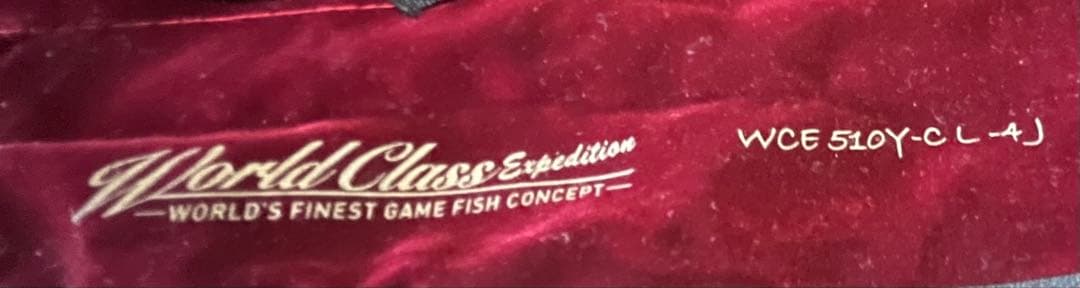 World Class Expedition
—WORLD'S FINEST GAME FISH CONCEPT—
WCE 510Y-CL-4J